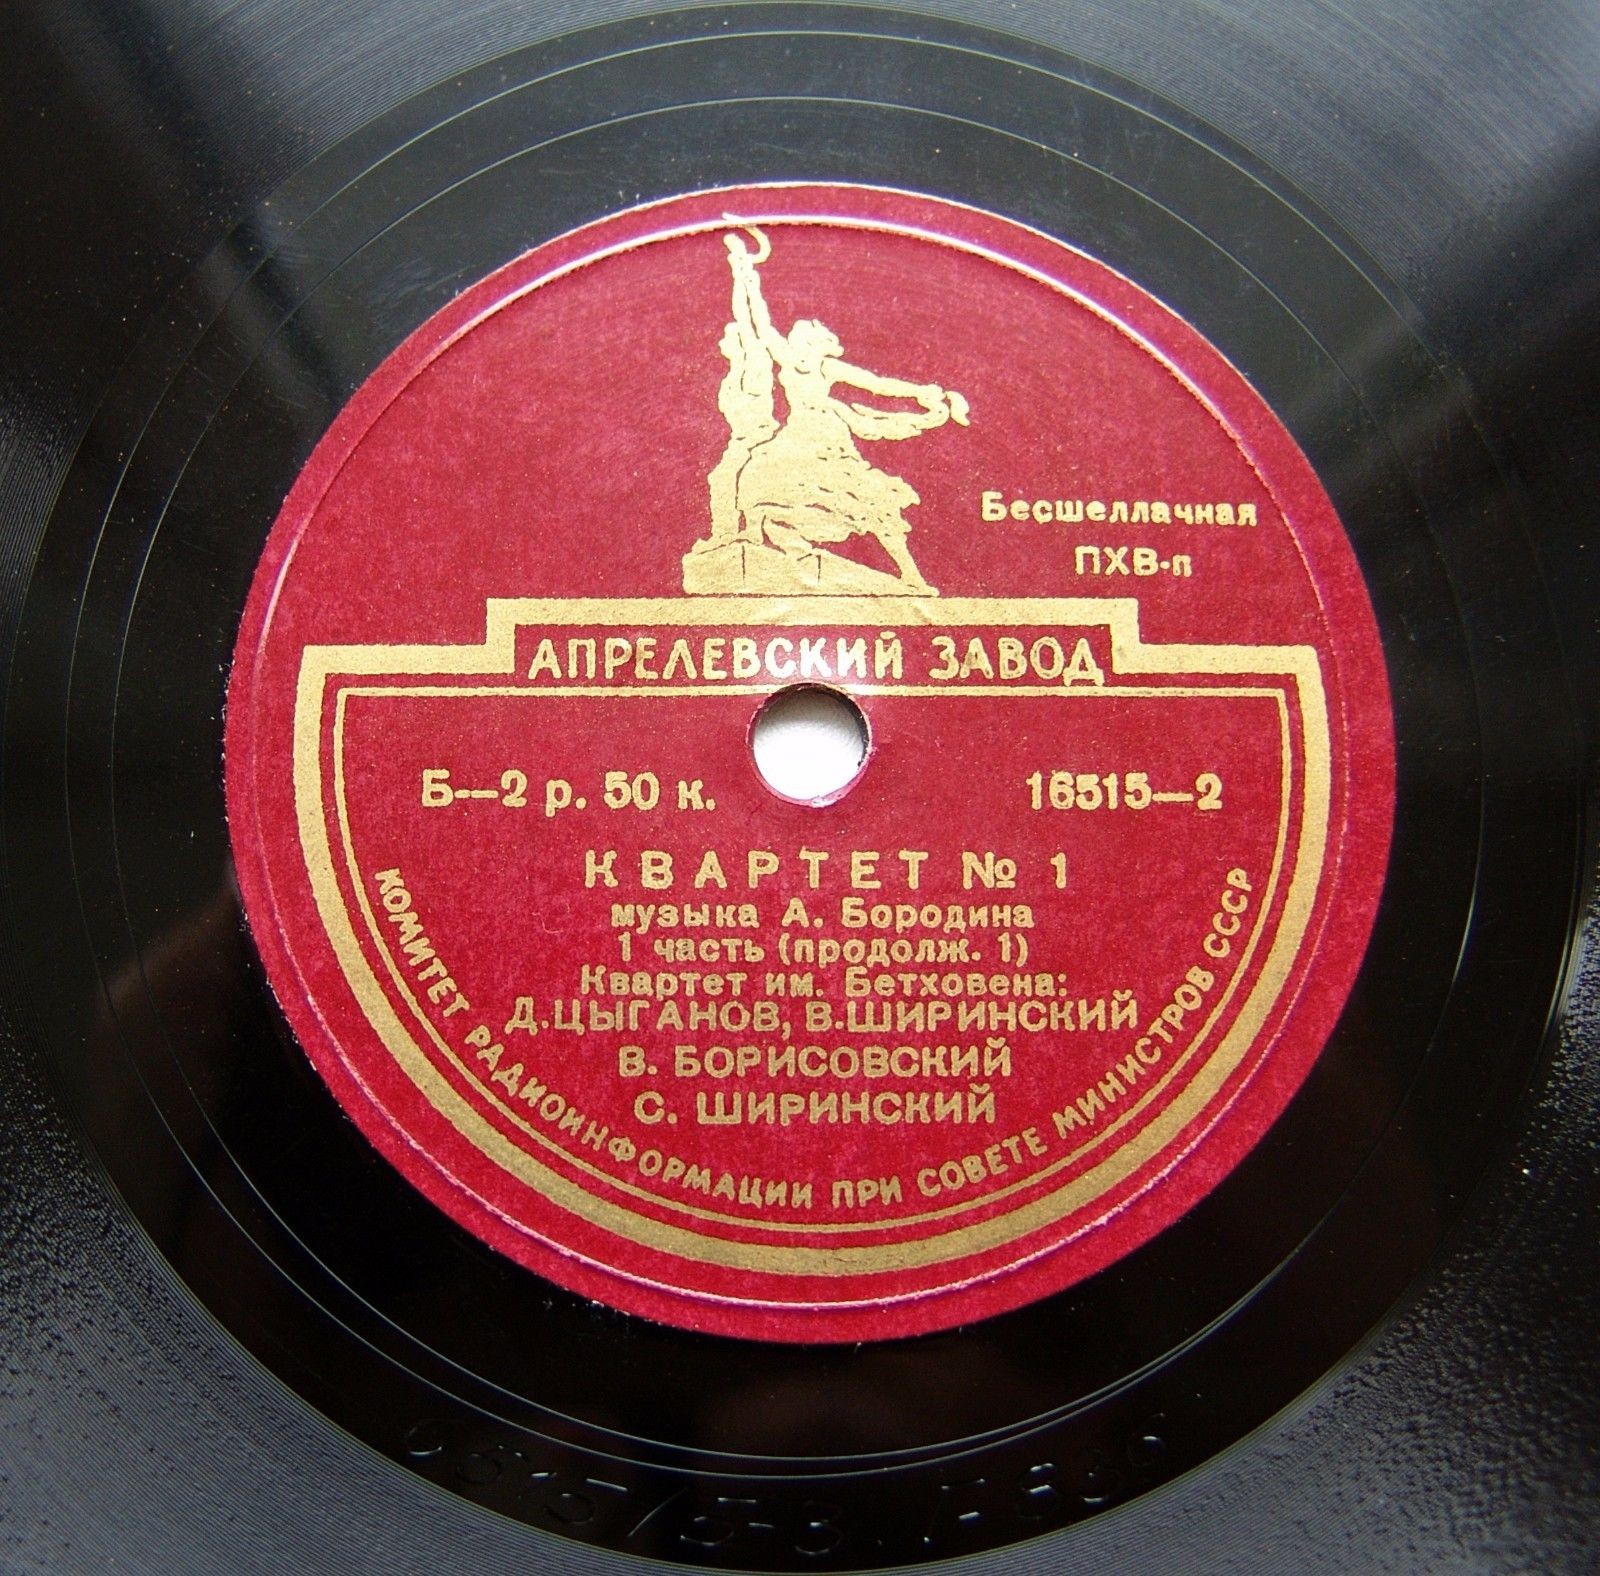 Бесшеллачная
ПХВ-п
АПРЕЛЕВСКИЙ ЗАВОД
Б—2 р. 50 к.
16515—2
КВАРТЕТ № 1
музыка А. Бородина
1 часть (продолж. 1)
Квартет им. Бетховена:
Д.ЦЫГАНОВ, В.ШИРИНСКИЙ
В. БОРИСОВСКИЙ
С. ШИРИНСКИЙ
КОМИТЕТ РАДИОИНФОРМАЦИИ ПРИ СОВЕТЕ МИНИСТРОВ СССР